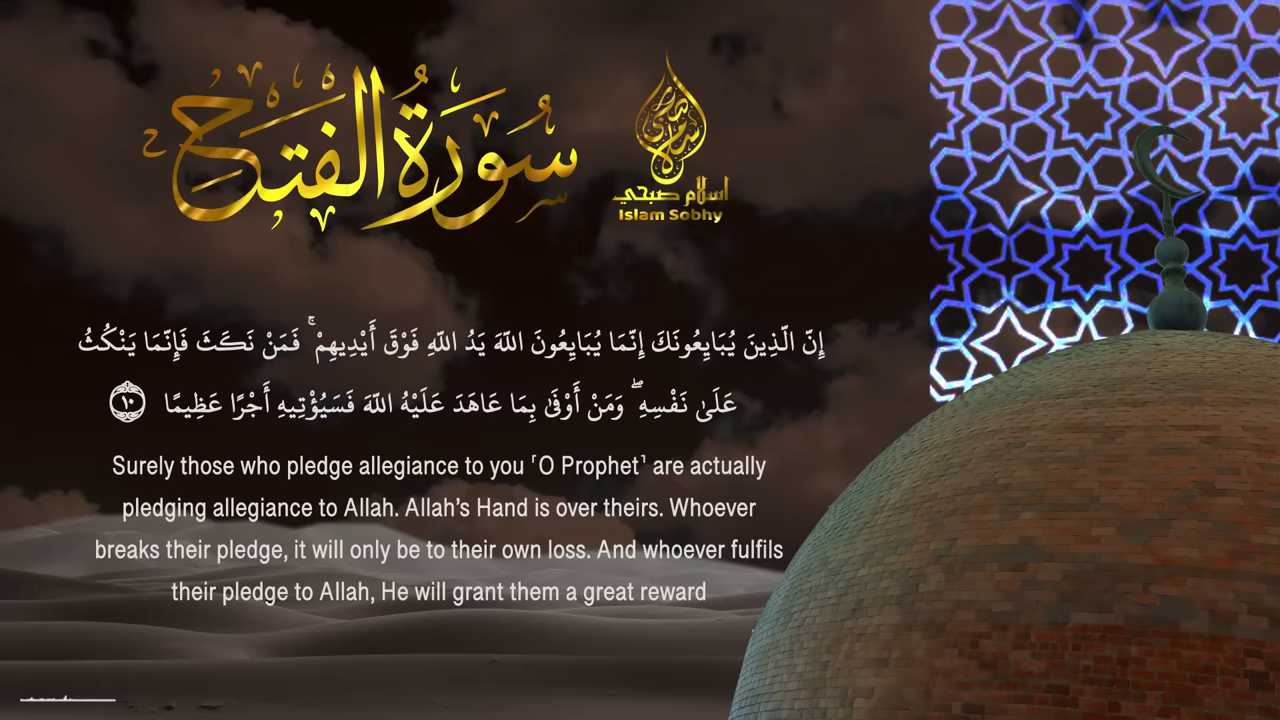 سُورَةُ الفَتْح
اسلام صبحي
Islam Sobhy
إِنَّ الَّذِينَ يُبَايِعُونَكَ إِنَّمَا يُبَايِعُونَ اللَّهَ يَدُ اللَّهِ فَوْقَ أَيْدِيهِمْ ۚ فَمَنْ نَكَثَ فَإِنَّمَا يَنْكُثُ
عَلَىٰ نَفْسِهِ ۖ وَمَنْ أَوْفَىٰ بِمَا عَاهَدَ عَلَيْهُ اللَّهَ فَسَيُؤْتِيهِ أَجْرًا عَظِيمًا ١٠
Surely those who pledge allegiance to you ˹O Prophet˺ are actually
pledging allegiance to Allah. Allah’s Hand is over theirs. Whoever
breaks their pledge, it will only be to their own loss. And whoever fulfils
their pledge to Allah, He will grant them a great reward